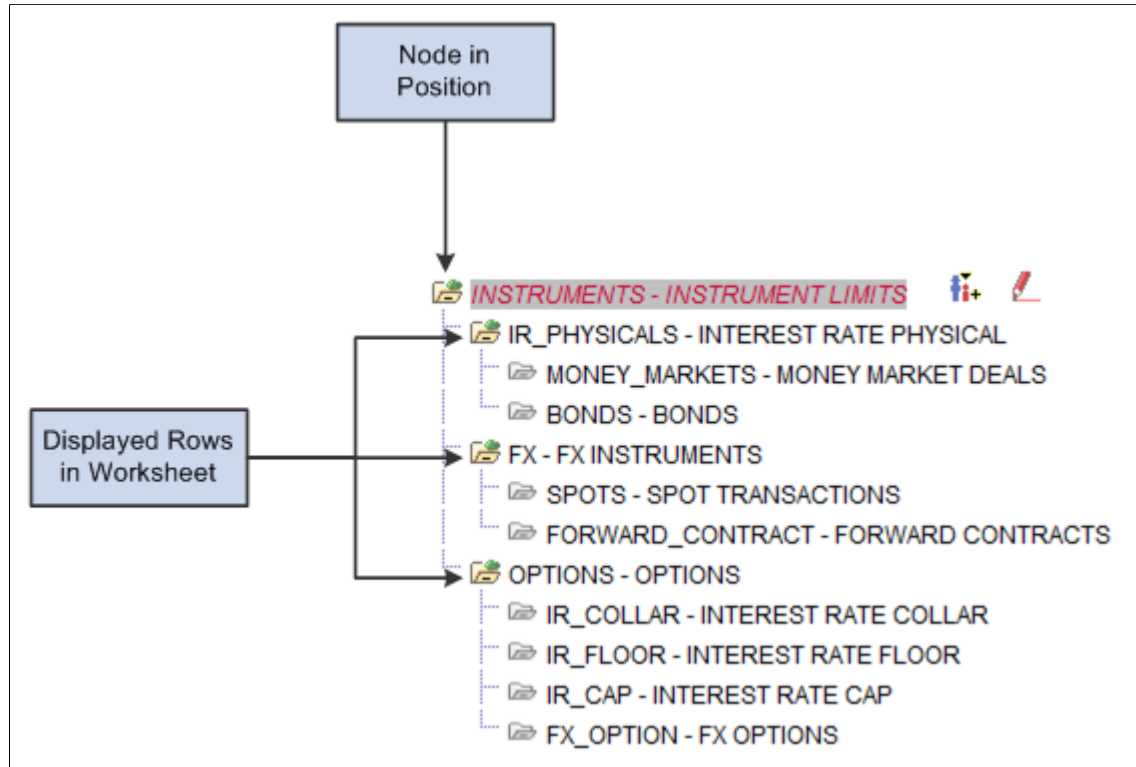 Node in
Position
INSTRUMENTS - INSTRUMENT LIMITS
IR_PHYSICALS - INTEREST RATE PHYSICAL
MONEY_MARKETS - MONEY MARKET DEALS
BONDS - BONDS
Displayed Rows
in Worksheet
FX - FX INSTRUMENTS
SPOTS - SPOT TRANSACTIONS
FORWARD_CONTRACT - FORWARD CONTRACTS
OPTIONS - OPTIONS
IR_COLLAR - INTEREST RATE COLLAR
IR_FLOOR - INTEREST RATE FLOOR
IR_CAP - INTEREST RATE CAP
FX_OPTION - FX OPTIONS